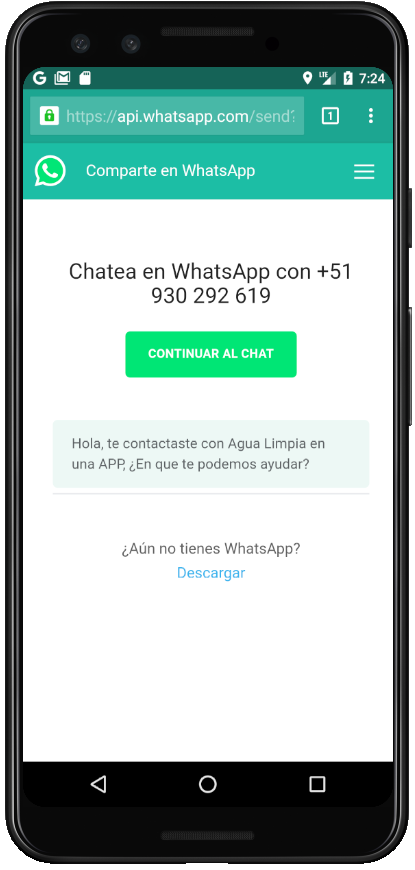 G LTE 7:24
https://api.whatsapp.com/send? 1
Comparte en WhatsApp
Chatea en WhatsApp con +51
930 292 619
CONTINUAR AL CHAT
Hola, te contactaste con Agua Limpia en
una APP, ¿En que te podemos ayudar?
¿Aún no tienes WhatsApp?
Descargar